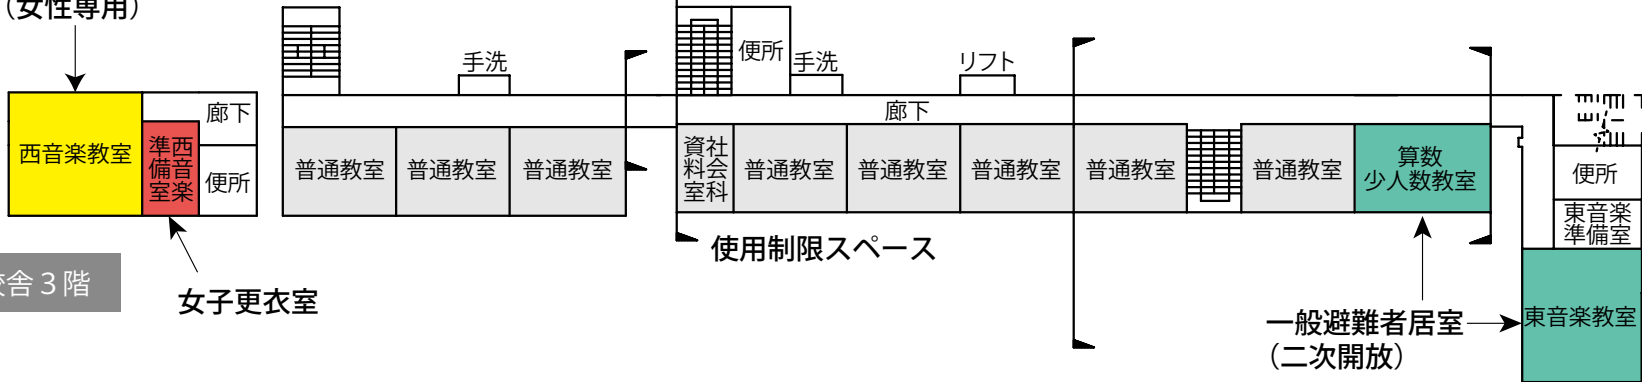 （女性専用）
手洗
便所
手洗
リフト
廊下
廊下
西音楽教室
西音楽
準備室
便所
普通教室
普通教室
普通教室
社会科
資料室
普通教室
普通教室
普通教室
普通教室
普通教室
算数
少人数教室
便所
東音楽
準備室
使用制限スペース
校舎３階
女子更衣室
一般避難者居室
（二次開放）
東音楽教室